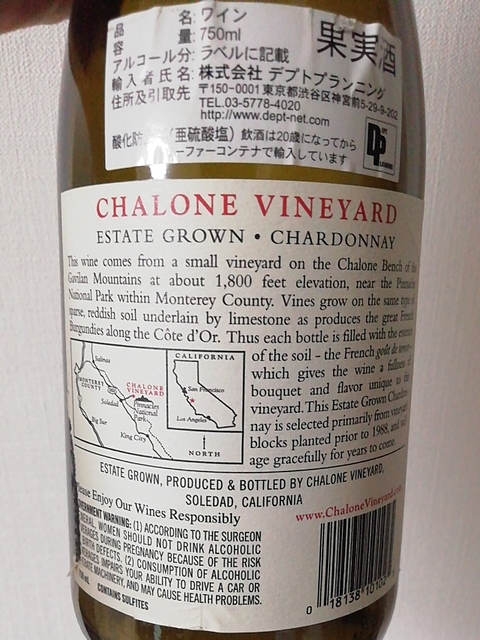 品 名: ワイン
容 量: 750ml
果実酒
アルコール分: ラベルに記載
輸 入 者 氏 名: 株式会社 デプトプランニング
住所及引取先 〒150-0001東京都渋谷区神宮前5-29-9-202
TEL.03-5778-4020
http://www.dept-net.com
酸化防 (亜硫酸塩) 飲酒は20歳になってから
ーファーコンテナで輸入しています
DP
CHALONE VINEYARD
ESTATE GROWN • CHARDONNAY
This wine comes from a small vineyard on the Chalone Bench of the
Gavilan Mountains at about 1,800 feet elevation, near the Pinnacles
National Park within Monterey County. Vines grow on the same type of
sparse, reddish soil underlain by limestone as produces the great French
Burgundies along the Côte d'Or. Thus each bottle is filled with the essence
of the soil – the French goût de terroir–
which gives the wine a fullness of
bouquet and flavor unique to the
vineyard. This Estate Grown Chardon-
nay is selected primarily from vineyard
blocks planted prior to 1988, and will
age gracefully for years to come.
Salinas
MONTEREY
COUNTY
CHALONE
VINEYARD
Soledad
Pinnacles
National
Park
Big Sur
King City
CALIFORNIA
San Francisco
Los Angeles
NORTH
ESTATE GROWN, PRODUCED & BOTTLED BY CHALONE VINEYARD,
SOLEDAD, CALIFORNIA
Please Enjoy Our Wines Responsibly
www.ChaloneVineyard.com
GOVERNMENT WARNING: (1) ACCORDING TO THE SURGEON
GENERAL, WOMEN SHOULD NOT DRINK ALCOHOLIC
BEVERAGES DURING PREGNANCY BECAUSE OF THE RISK
OF BIRTH DEFECTS. (2) CONSUMPTION OF ALCOHOLIC
BEVERAGES IMPAIRS YOUR ABILITY TO DRIVE A CAR OR
OPERATE MACHINERY, AND MAY CAUSE HEALTH PROBLEMS.
CONTAINS SULFITES
0 18138 10104